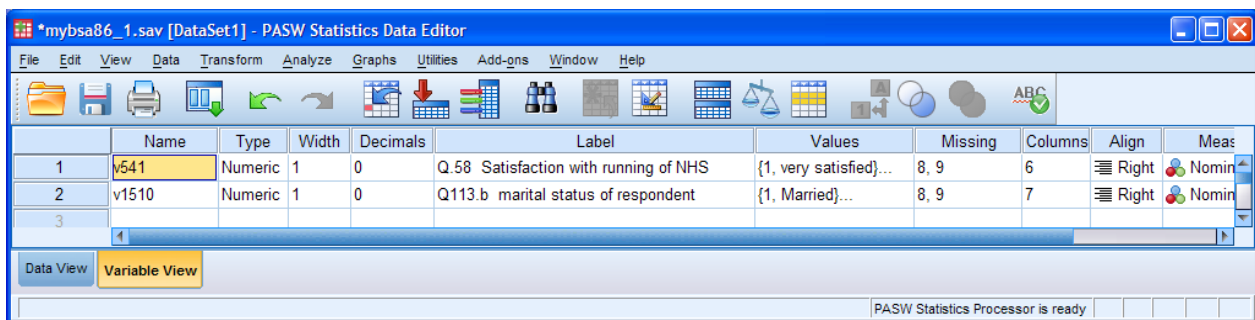 *mybsa86_1.sav [DataSet1] - PASW Statistics Data Editor
File Edit View Data Transform Analyze Graphs Utilities Add-ons Window Help
A
14
ABC
Name Type Width Decimals Label Values Missing Columns Align Meas
1 v541 Numeric 1 0 Q.58 Satisfaction with running of NHS {1, very satisfied}... 8, 9 6 Right Nomin
2 v1510 Numeric 1 0 Q113.b marital status of respondent {1, Married}... 8, 9 7 Right Nomin
3
Data View Variable View
PASW Statistics Processor is ready